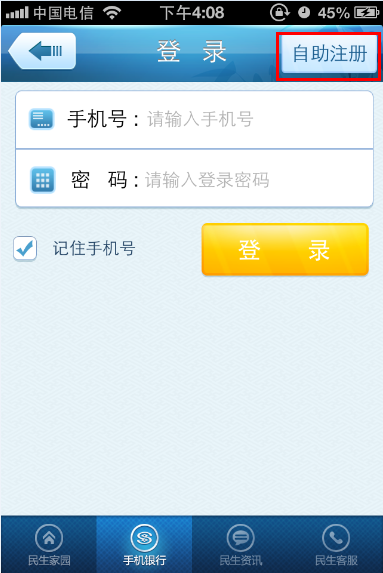 中国电信 下午4:08 45%
登 录 自助注册
手机号： 请输入手机号
密 码： 请输入登录密码
记住手机号 登 录
民生家园 手机银行 民生资讯 民生客服